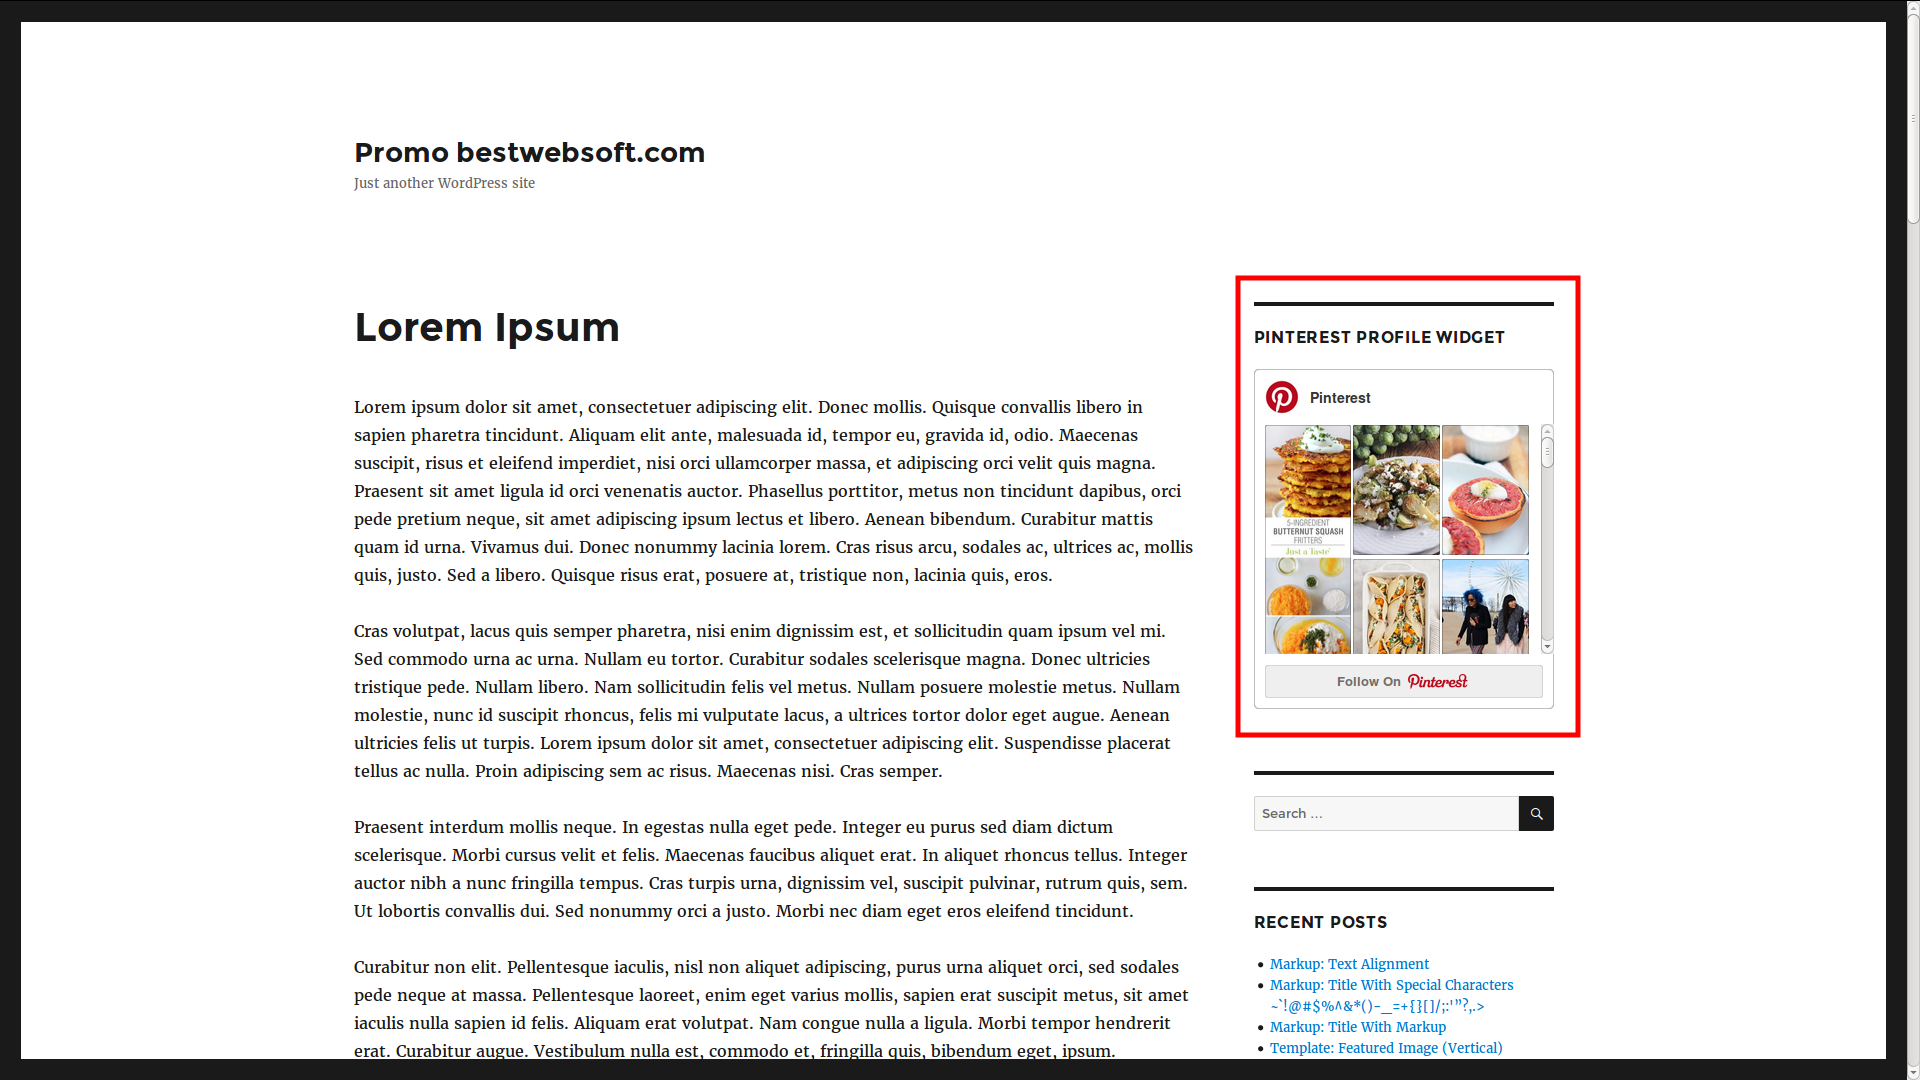 Promo bestwebsoft.com
Just another WordPress site
Lorem Ipsum
Lorem ipsum dolor sit amet, consectetuer adipiscing elit. Donec mollis. Quisque convallis libero in
sapien pharetra tincidunt. Aliquam elit ante, malesuada id, tempor eu, gravida id, odio. Maecenas
suscipit, risus et eleifend imperdiet, nisi orci ullamcorper massa, et adipiscing orci velit quis magna.
Praesent sit amet ligula id orci venenatis auctor. Phasellus porttitor, metus non tincidunt dapibus, orci
pede pretium neque, sit amet adipiscing ipsum lectus et libero. Aenean bibendum. Curabitur mattis
quam id urna. Vivamus dui. Donec nonummy lacinia lorem. Cras risus arcu, sodales ac, ultrices ac, mollis
quis, justo. Sed a libero. Quisque risus erat, posuere at, tristique non, lacinia quis, eros.
Cras volutpat, lacus quis semper pharetra, nisi enim dignissim est, et sollicitudin quam ipsum vel mi.
Sed commodo urna ac urna. Nullam eu tortor. Curabitur sodales scelerisque magna. Donec ultricies
tristique pede. Nullam libero. Nam sollicitudin felis vel metus. Nullam posuere molestie metus. Nullam
molestie, nunc id suscipit rhoncus, felis mi vulputate lacus, a ultrices tortor dolor eget augue. Aenean
ultricies felis ut turpis. Lorem ipsum dolor sit amet, consectetuer adipiscing elit. Suspendisse placerat
tellus ac nulla. Proin adipiscing sem ac risus. Maecenas nisi. Cras semper.
Praesent interdum mollis neque. In egestas nulla eget pede. Integer eu purus sed diam dictum
scelerisque. Morbi cursus velit et felis. Maecenas faucibus aliquet erat. In aliquet rhoncus tellus. Integer
auctor nibh a nunc fringilla tempus. Cras turpis urna, dignissim vel, suscipit pulvinar, rutrum quis, sem.
Ut lobortis convallis dui. Sed nonummy orci a justo. Morbi nec diam eget eros eleifend tincidunt.
Curabitur non elit. Pellentesque iaculis, nisl non aliquet adipiscing, purus urna aliquet orci, sed sodales
pede neque at massa. Pellentesque laoreet, enim eget varius mollis, sapien erat suscipit metus, sit amet
iaculis nulla sapien id felis. Aliquam erat volutpat. Nam congue nulla a ligula. Morbi tempor hendrerit
erat. Curabitur augue. Vestibulum nulla est, commodo et, fringilla quis, bibendum eget, ipsum.
PINTEREST PROFILE WIDGET
Pinterest
5-INGREDIENT
BUTTERNUT SQUASH
FRITTERS
Just a Taste
Follow On Pinterest
Search …
RECENT POSTS
Markup: Text Alignment
Markup: Title With Special Characters
~`!@#$%^&*()-_=+{}[]/;:'”?,.>
Markup: Title With Markup
Template: Featured Image (Vertical)